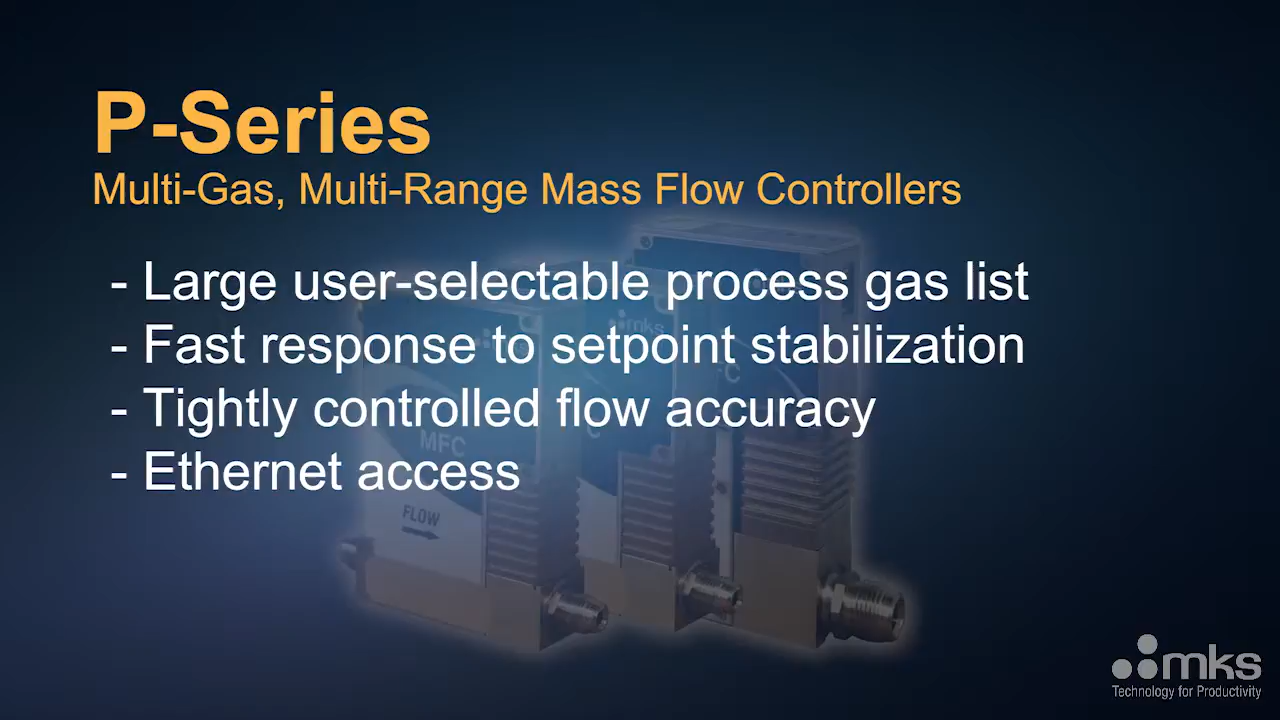 P-Series
Multi-Gas, Multi-Range Mass Flow Controllers
- Large user-selectable process gas list
- Fast response to setpoint stabilization
- Tightly controlled flow accuracy
- Ethernet access
mks
C
C
MFC
FLOW
mks
Technology for Productivity